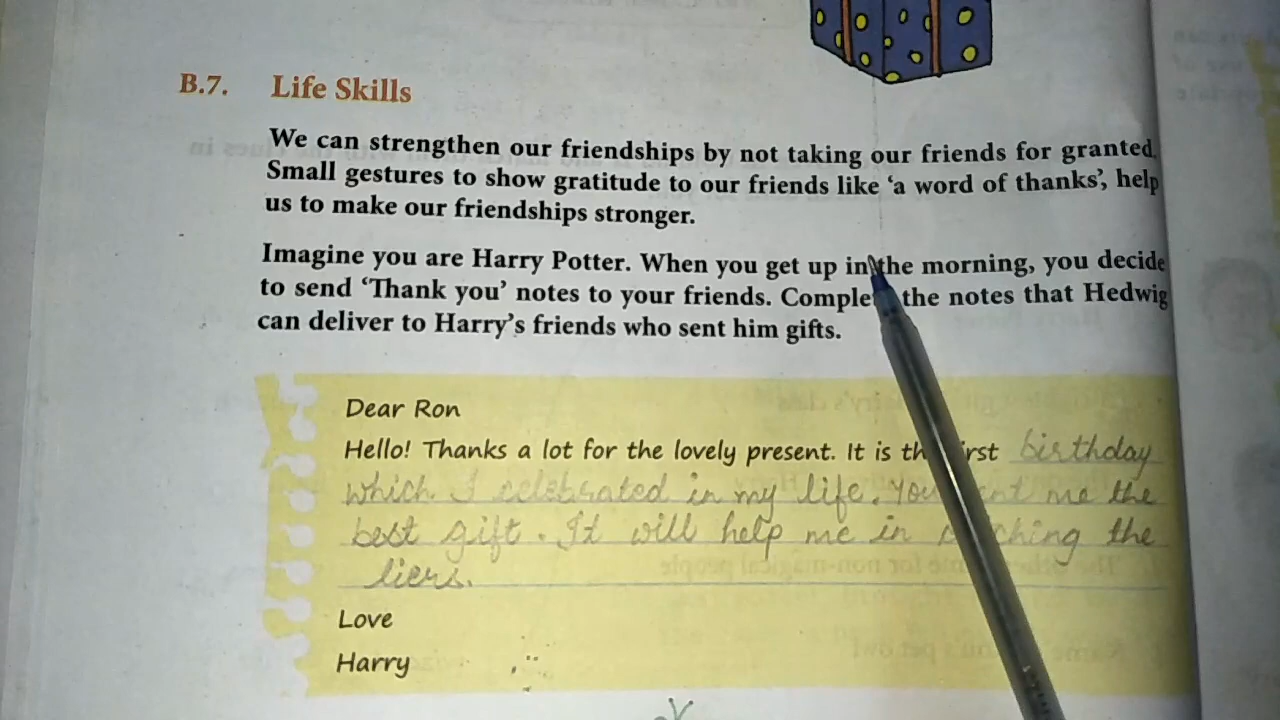 B.7. Life Skills
We can strengthen our friendships by not taking our friends for granted.
Small gestures to show gratitude to our friends like ‘a word of thanks’, help
us to make our friendships stronger.
Imagine you are Harry Potter. When you get up in the morning, you decide
to send ‘Thank you’ notes to your friends. Comple the notes that Hedwig
can deliver to Harry’s friends who sent him gifts.
Dear Ron
Hello! Thanks a lot for the lovely present. It is th rst birthday
which I celebrated in my life. You me the
best gift. It will help me in the
liers.
Love
Harry